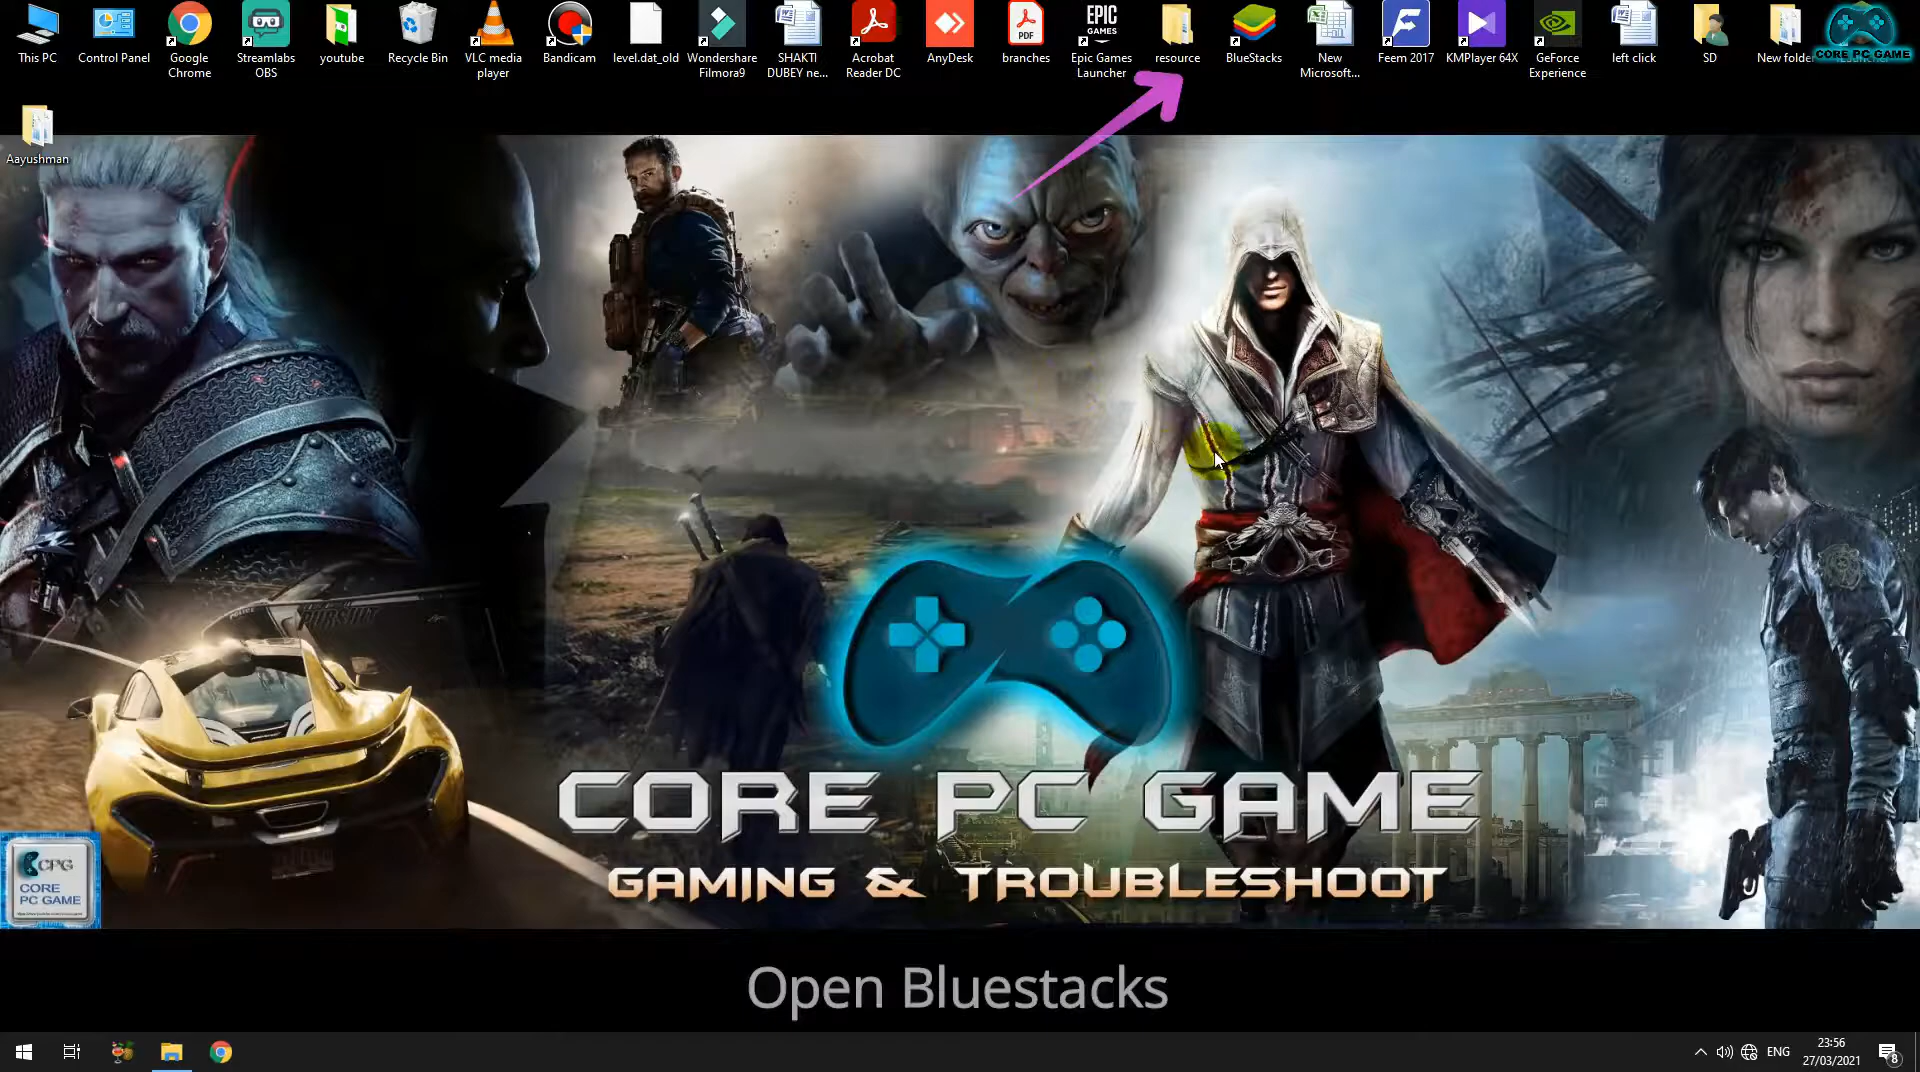 This PC
Control Panel
Google
Chrome
Streamlabs
OBS
youtube
Recycle Bin
VLC media
player
Bandicam
level.dat_old
Wondershare
Filmora9
SHAKTI
DUBEY ne...
Acrobat
Reader DC
AnyDesk
PDF
branches
EPIC
GAMES
Epic Games
Launcher
resource
BlueStacks
New
Microsoft...
Feem 2017
KMPlayer 64X
GeForce
Experience
left click
SD
New folder
CORE PC GAME
Aayushman
CORE PC GAME
GAMING & TROUBLESHOOT
CPG
CORE
PC GAME
Open Bluestacks
ENG
23:56
27/03/2021
8